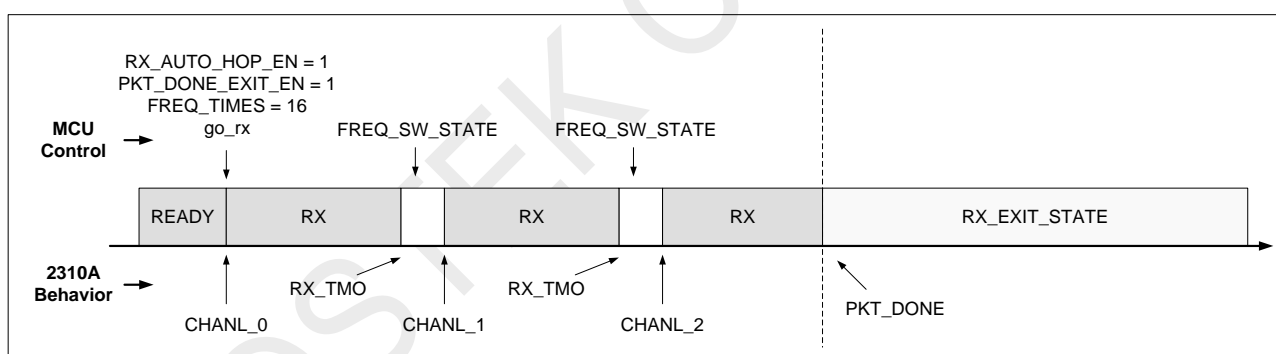 RX_AUTO_HOP_EN = 1
PKT_DONE_EXIT_EN = 1
FREQ_TIMES = 16
go_rx
MCU
Control
FREQ_SW_STATE
FREQ_SW_STATE
READY
RX
RX
RX
RX_EXIT_STATE
2310A
Behavior
RX_TMO
RX_TMO
PKT_DONE
CHANL_0
CHANL_1
CHANL_2